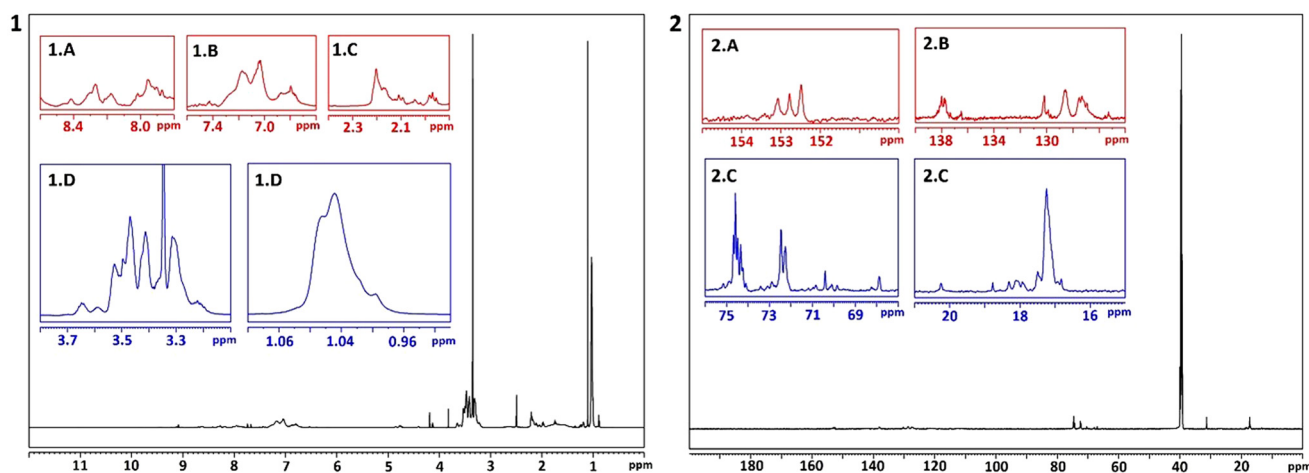 1
1.A
8.4 8.0 ppm
1.B
7.4 7.0 ppm
1.C
2.3 2.1 ppm
1.D
3.7 3.5 3.3 ppm
1.D
1.06 1.04 0.96 ppm
11 10 9 8 7 6 5 4 3 2 1 ppm
2
2.A
154 153 152 ppm
2.B
138 134 130 ppm
2.C
75 73 71 69 ppm
2.C
20 18 16 ppm
180 160 140 120 100 80 60 40 20 ppm